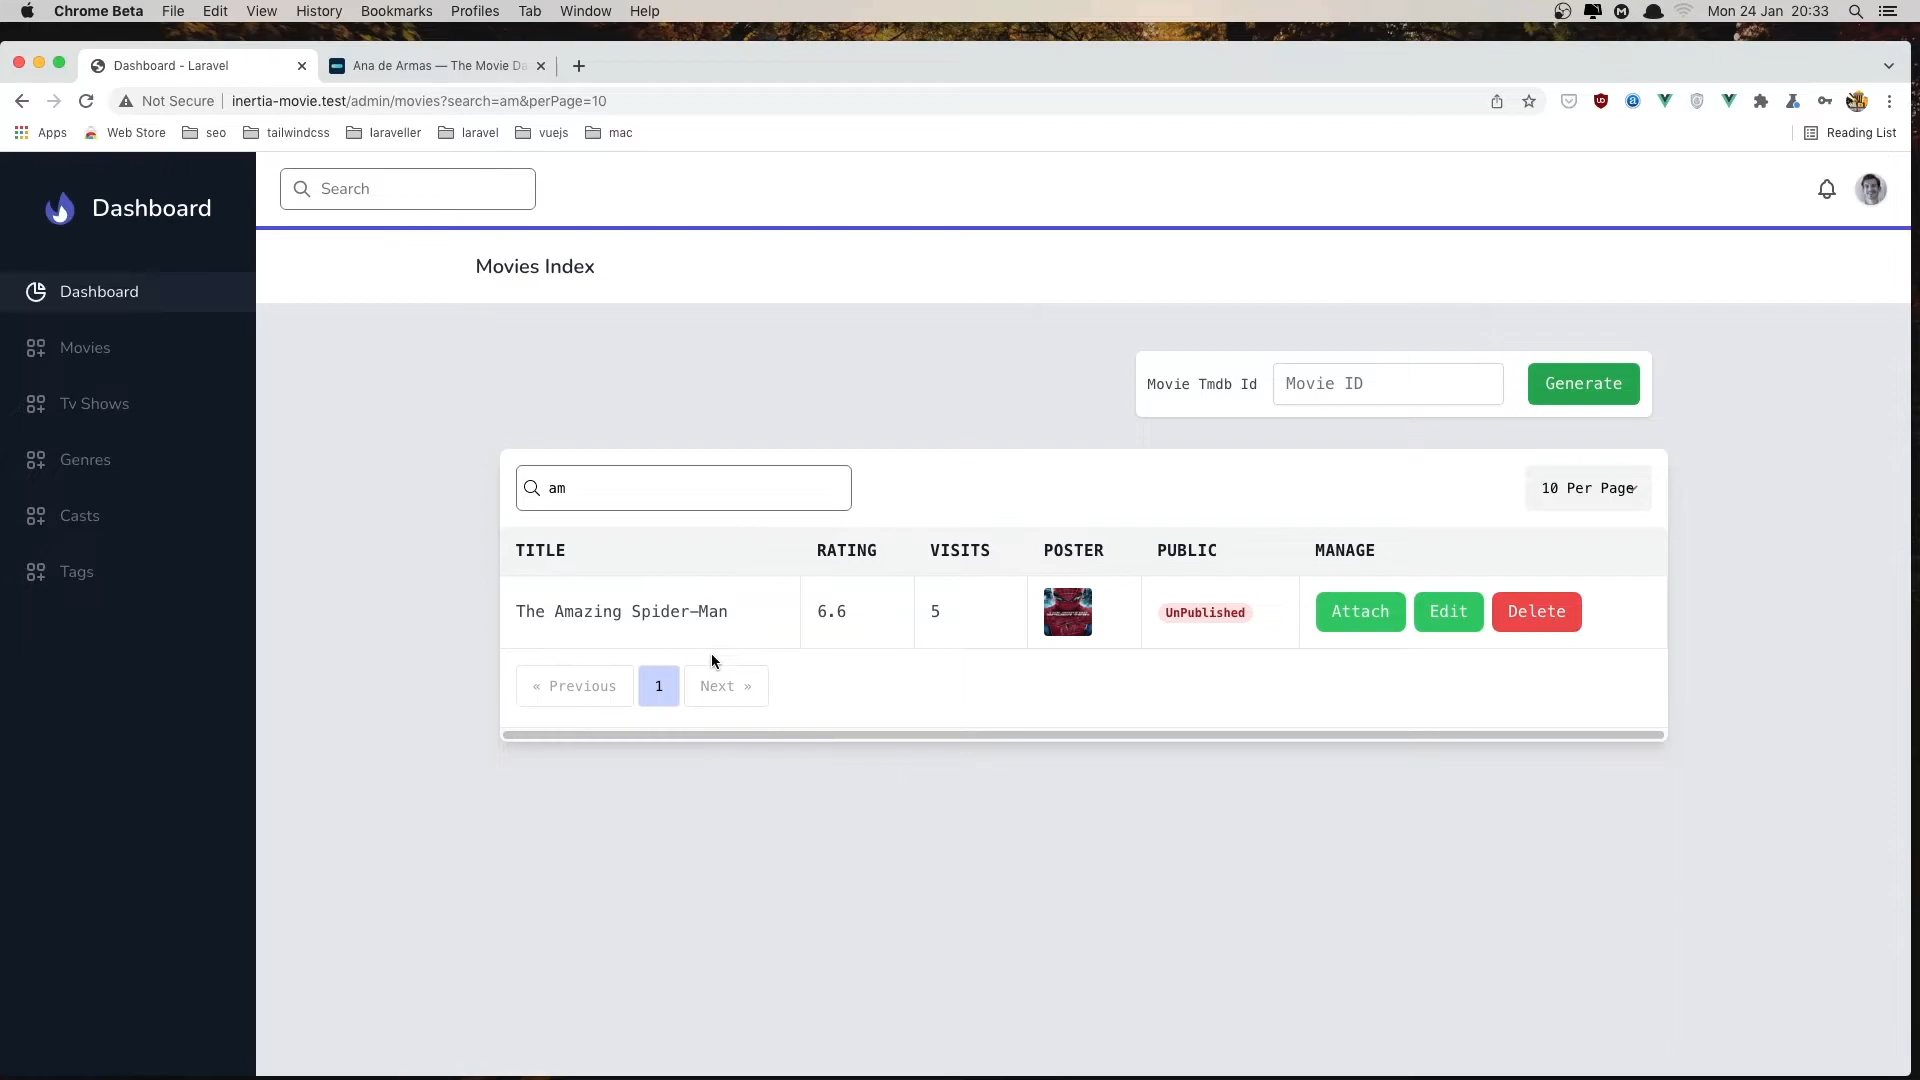 Chrome Beta File Edit View History Bookmarks Profiles Tab Window Help Mon 24 Jan 20:33
Dashboard - Laravel Ana de Armas — The Movie Da
Not Secure inertia-movie.test/admin/movies?search=am&perPage=10
Apps Web Store seo tailwindcss laraveller laravel vuejs mac Reading List
Dashboard
Search
Movies Index
Dashboard
Movies
Tv Shows
Genres
Casts
Tags
Movie Tmdb Id Movie ID Generate
am 10 Per Page
TITLE RATING VISITS POSTER PUBLIC MANAGE
The Amazing Spider-Man 6.6 5 UnPublished Attach Edit Delete
« Previous 1 Next »